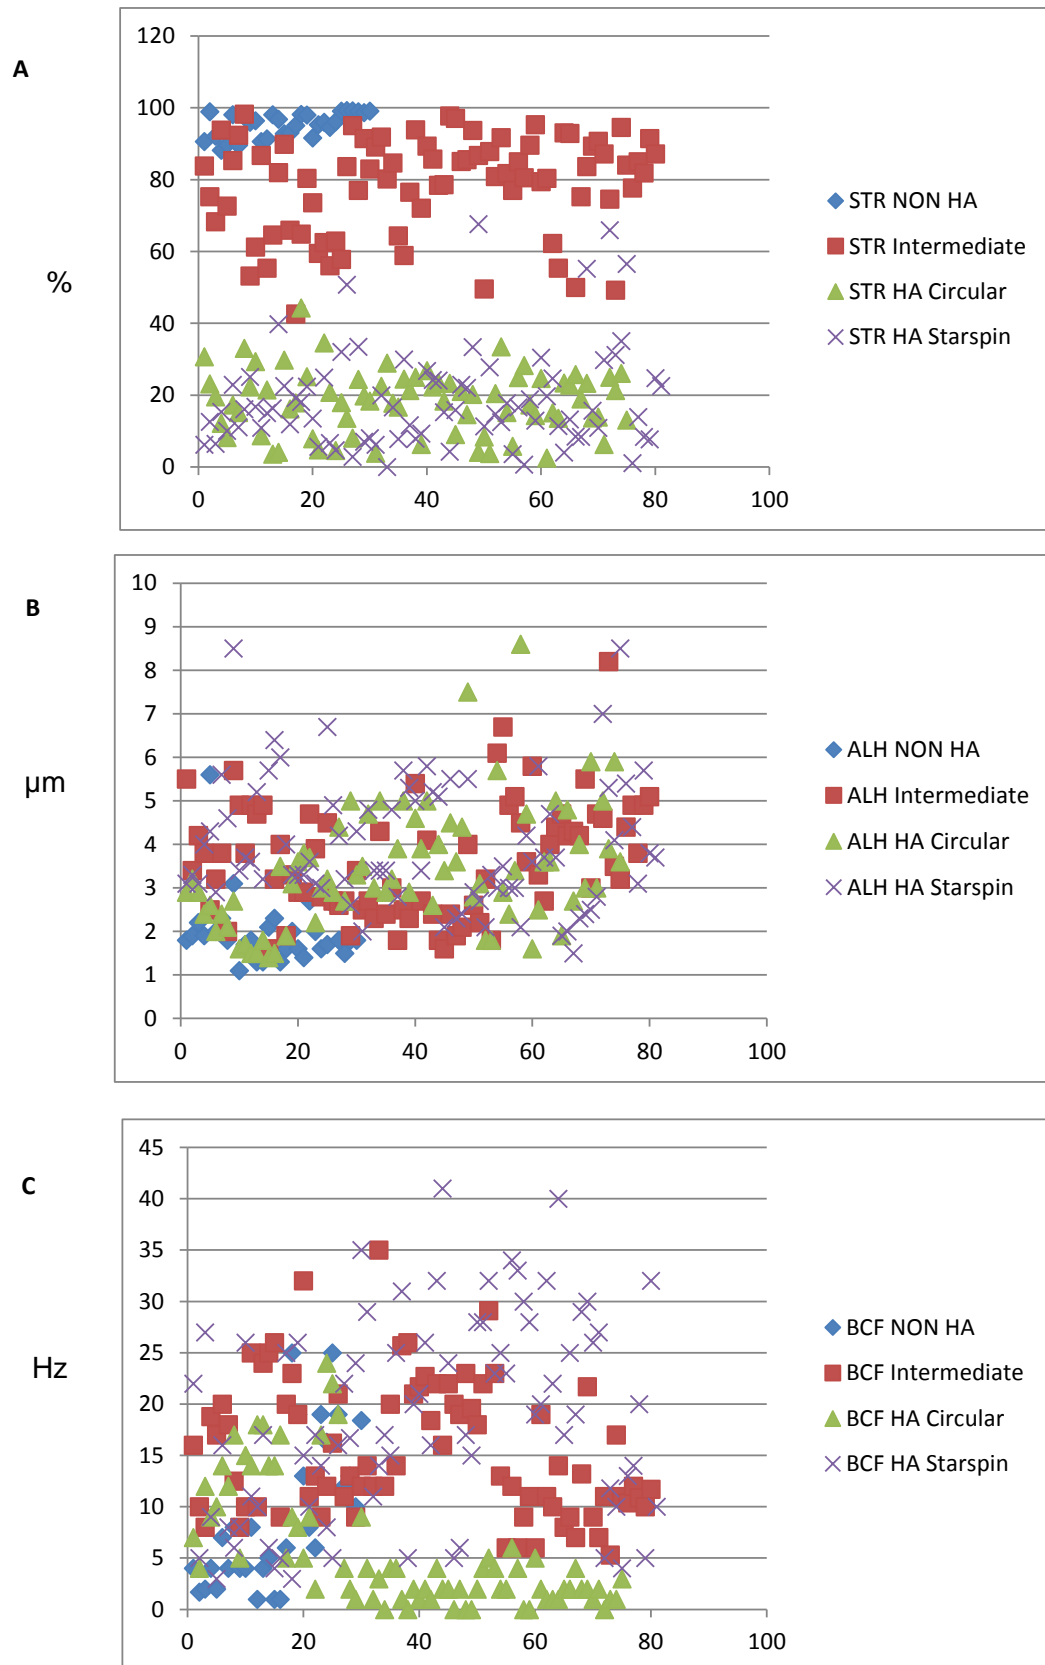 A
%
120
100
80
60
40
20
0
0 20 40 60 80 100
STR NON HA
STR Intermediate
STR HA Circular
STR HA Starspin
B
µm
10
9
8
7
6
5
4
3
2
1
0
0 20 40 60 80 100
ALH NON HA
ALH Intermediate
ALH HA Circular
ALH HA Starspin
C
Hz
45
40
35
30
25
20
15
10
5
0
0 20 40 60 80 100
BCF NON HA
BCF Intermediate
BCF HA Circular
BCF HA Starspin